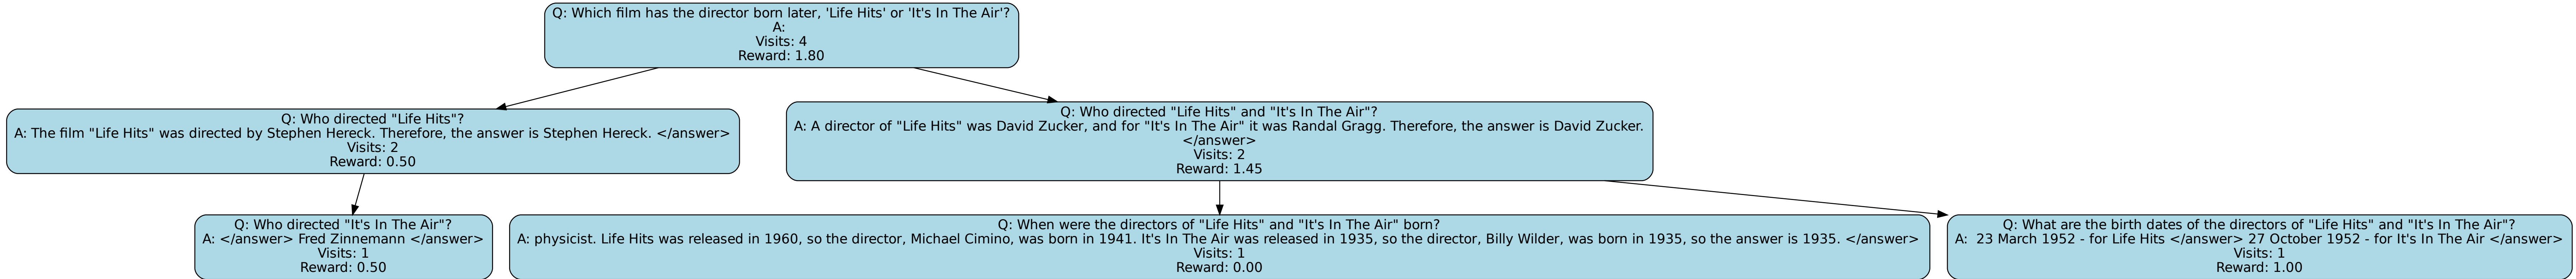 Q: Which film has the director born later, 'Life Hits' or 'It's In The Air'?
A:
Visits: 4
Reward: 1.80
Q: Who directed "Life Hits"?
A: The film "Life Hits" was directed by Stephen Hereck. Therefore, the answer is Stephen Hereck. </answer>
Visits: 2
Reward: 0.50
Q: Who directed "Life Hits" and "It's In The Air"?
A: A director of "Life Hits" was David Zucker, and for "It's In The Air" it was Randal Gragg. Therefore, the answer is David Zucker.
</answer>
Visits: 2
Reward: 1.45
Q: Who directed "It's In The Air"?
A: </answer> Fred Zinnemann </answer>
Visits: 1
Reward: 0.50
Q: When were the directors of "Life Hits" and "It's In The Air" born?
A: physicist. Life Hits was released in 1960, so the director, Michael Cimino, was born in 1941. It's In The Air was released in 1935, so the director, Billy Wilder, was born in 1935, so the answer is 1935. </answer>
Visits: 1
Reward: 0.00
Q: What are the birth dates of the directors of "Life Hits" and "It's In The Air"?
A:  23 March 1952 - for Life Hits </answer> 27 October 1952 - for It's In The Air </answer>
Visits: 1
Reward: 1.00